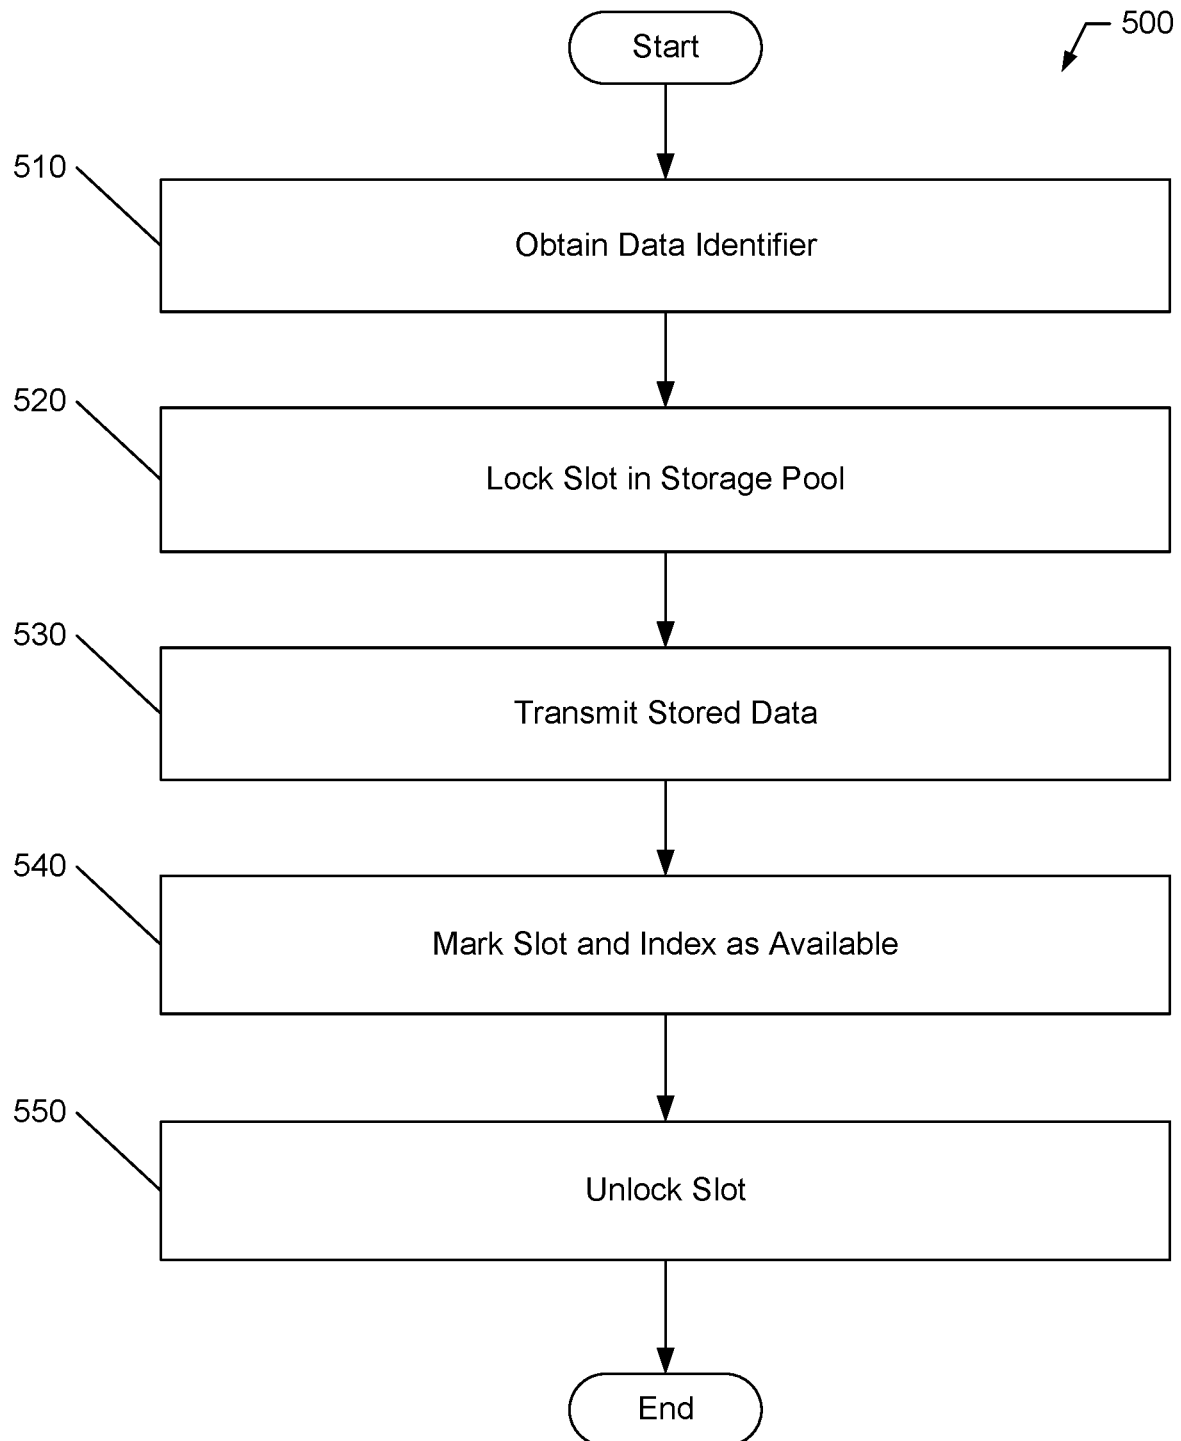 Start
500
510
Obtain Data Identifier
520
Lock Slot in Storage Pool
530
Transmit Stored Data
540
Mark Slot and Index as Available
550
Unlock Slot
End